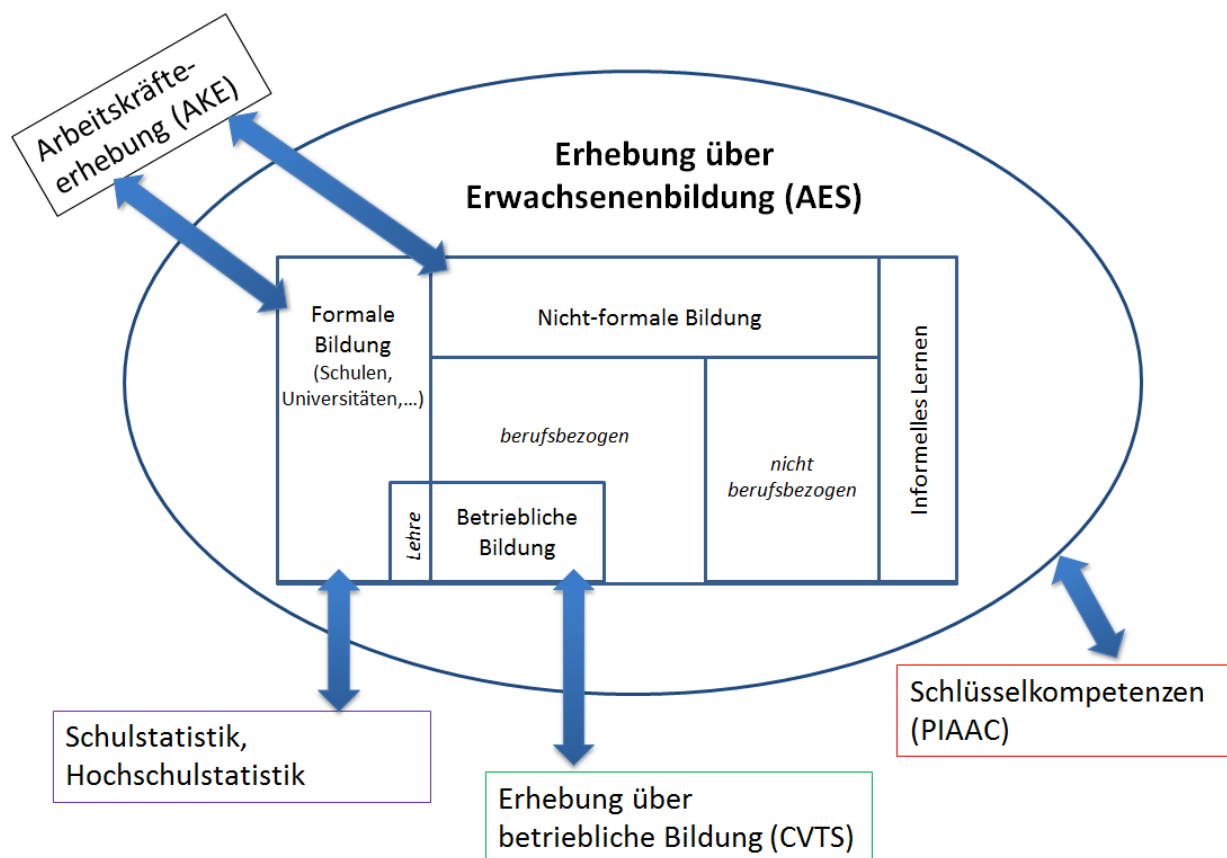 Arbeitskräfte-
erhebung (AKE)
Erhebung über
Erwachsenenbildung (AES)
Formale
Bildung
(Schulen,
Universitäten,...)
Nicht-formale Bildung
berufsbezogen
nicht
berufsbezogen
Informelles Lernen
Lehre
Betriebliche
Bildung
Schulstatistik,
Hochschulstatistik
Erhebung über
betriebliche Bildung (CVTS)
Schlüsselkompetenzen
(PIAAC)